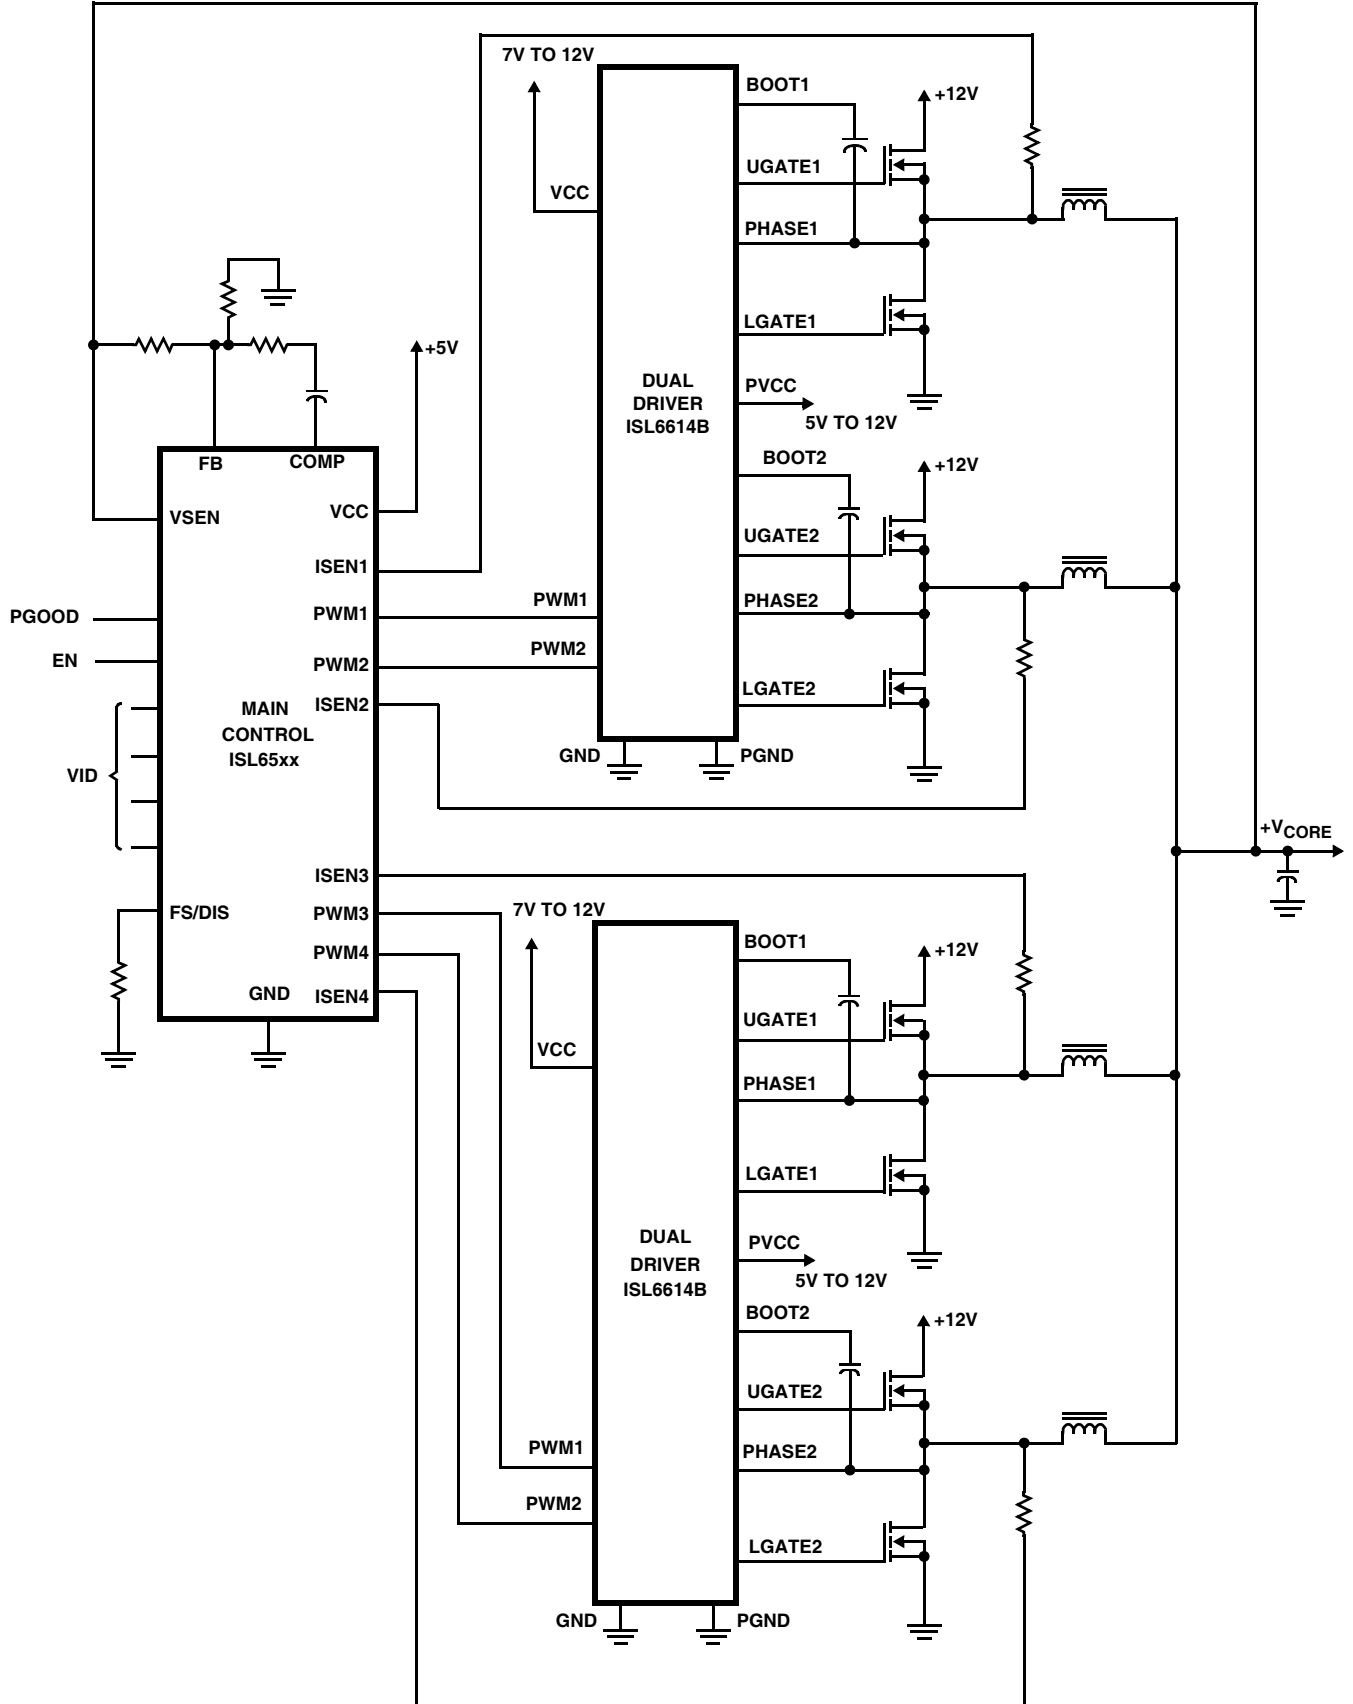 7V TO 12V
BOOT1
+12V
UGATE1
VCC
PHASE1
LGATE1
+5V
DUAL
DRIVER
ISL6614B
PVCC
5V TO 12V
FB
COMP
BOOT2
+12V
VSEN
VCC
UGATE2
ISEN1
PWM1
PWM1
PHASE2
PGOOD
EN
PWM2
PWM2
LGATE2
ISEN2
MAIN
CONTROL
ISL65xx
VID
GND
PGND
+VCORE
ISEN3
FS/DIS
PWM3
7V TO 12V
PWM4
GND
ISEN4
BOOT1
+12V
UGATE1
VCC
PHASE1
LGATE1
DUAL
DRIVER
ISL6614B
PVCC
5V TO 12V
BOOT2
+12V
UGATE2
PWM1
PHASE2
PWM2
LGATE2
GND
PGND